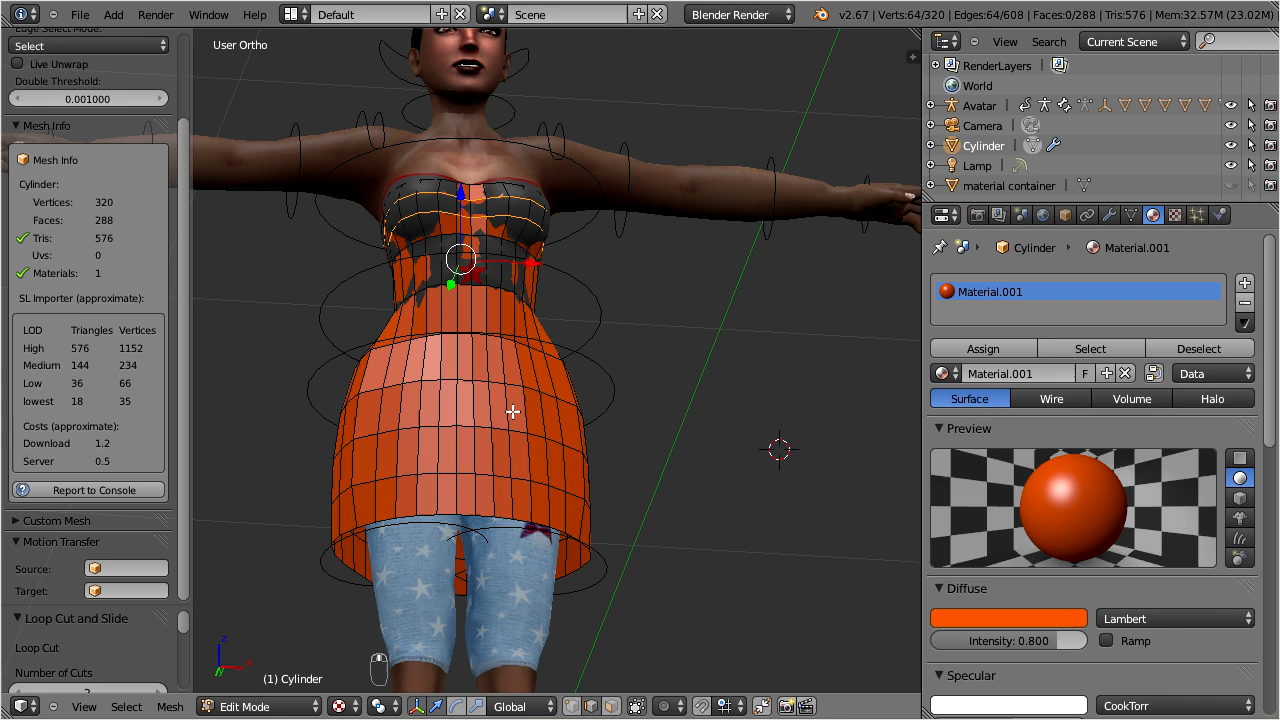 File Add Render Window Help Default Scene Blender Render v2.67 | Verts:64/320 | Edges:64/608 | Faces:0/288 | Tris:576 | Mem:32.57M (23.02M)
Edge Select Mode:
Select
Live Unwrap
Double Threshold:
0.001000
Mesh Info
Mesh Info
Cylinder:
Vertices: 320
Faces: 288
Tris: 576
Uvs: 0
Materials: 1
SL Importer (approximate):
LOD Triangles Vertices
High 576 1152
Medium 144 234
Low 36 66
lowest 18 35
Costs (approximate):
Download 1.2
Server 0.5
Report to Console
Custom Mesh
Motion Transfer
Source:
Target:
Loop Cut and Slide
Loop Cut
Number of Cuts
User Ortho
z
x
y
(1) Cylinder
View Select Mesh Edit Mode Global
View Search Current Scene
RenderLayers
World
Avatar
Camera
Cylinder
Lamp
material container
Cylinder Material.001
Material.001
Assign Select Deselect
Material.001 F Data
Surface Wire Volume Halo
Preview
Diffuse
Lambert
Intensity: 0.800 Ramp
Specular
CookTorr